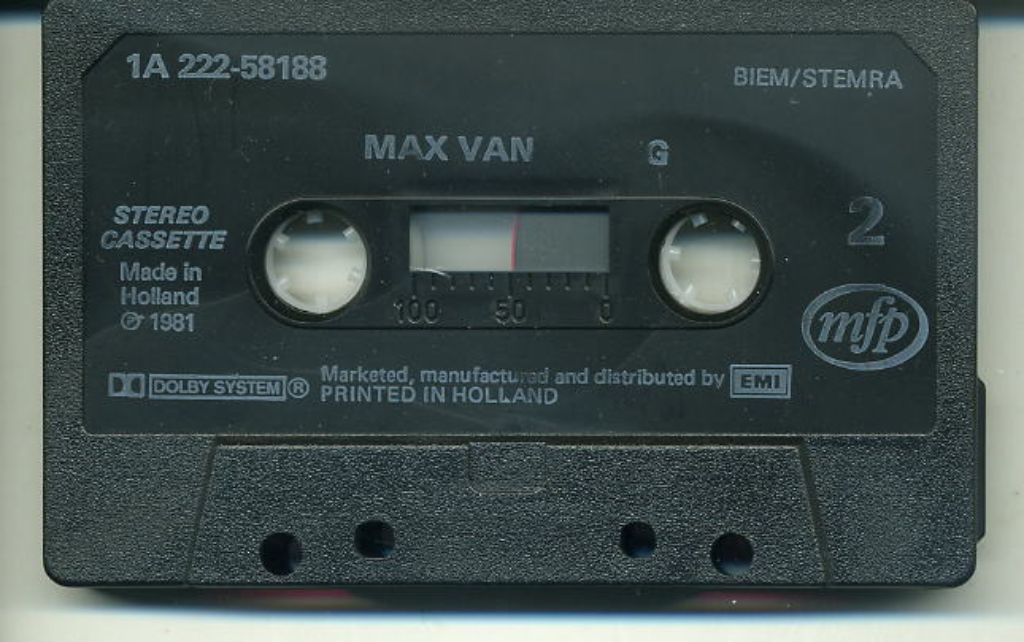 1A 222-58188
BIEM/STEMRA
MAX VAN G
STEREO
CASSETTE
Made in
Holland
℗ 1981
100 50 0
2
mfp
DOLBY SYSTEM®
Marketed, manufactured and distributed by EMI
PRINTED IN HOLLAND